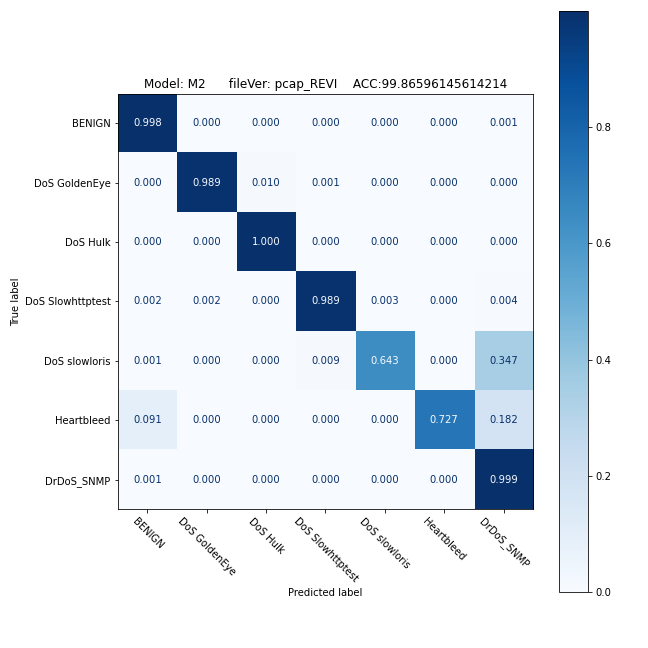 Model: M2 fileVer: pcap_REVI ACC:99.86596145614214
True label
BENIGN 0.998 0.000 0.000 0.000 0.000 0.000 0.001
DoS GoldenEye 0.000 0.989 0.010 0.001 0.000 0.000 0.000
DoS Hulk 0.000 0.000 1.000 0.000 0.000 0.000 0.000
DoS Slowhttptest 0.002 0.002 0.000 0.989 0.003 0.000 0.004
DoS slowloris 0.001 0.000 0.000 0.009 0.643 0.000 0.347
Heartbleed 0.091 0.000 0.000 0.000 0.000 0.727 0.182
DrDoS_SNMP 0.001 0.000 0.000 0.000 0.000 0.000 0.999
BENIGN DoS GoldenEye DoS Hulk DoS Slowhttptest DoS slowloris Heartbleed DrDoS_SNMP
Predicted label
0.8
0.6
0.4
0.2
0.0